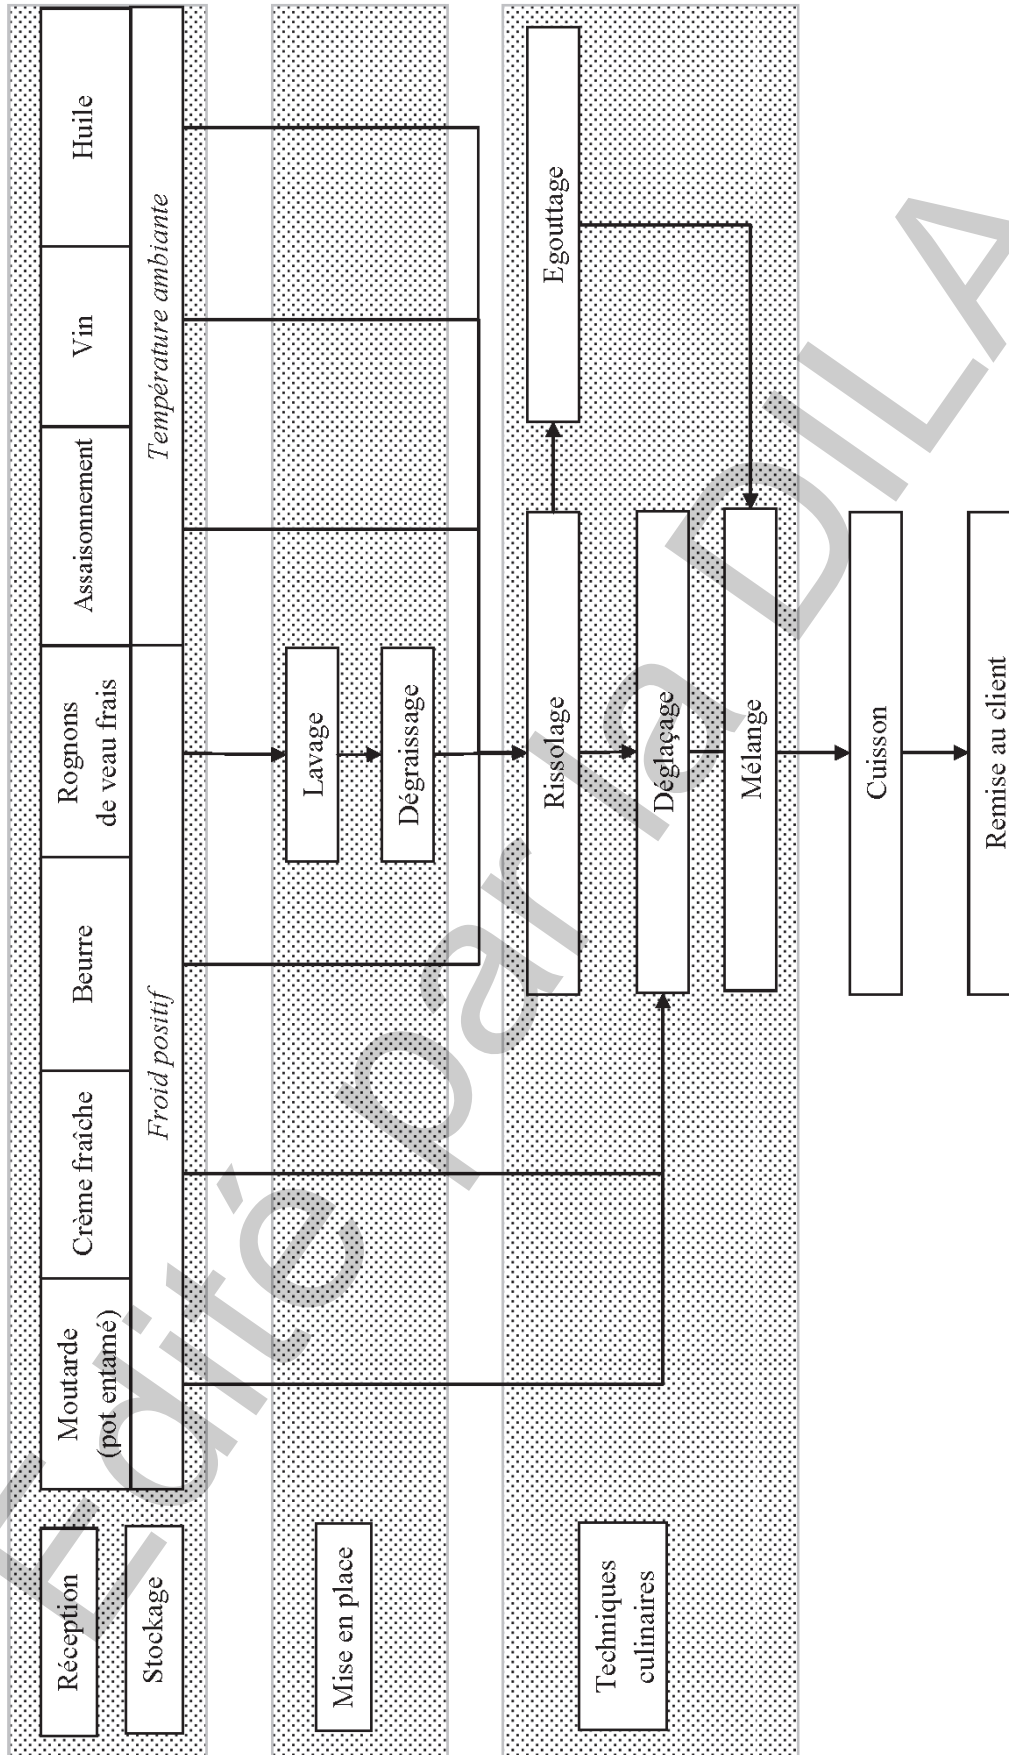 Réception
Moutarde
(pot entamé)
Crème fraîche
Beurre
Rognons
de veau frais
Assaisonnement
Vin
Huile
Stockage
Froid positif
Température ambiante
Mise en place
Lavage
Dégraissage
Techniques
culinaires
Rissolage
Egouttage
Déglaçage
Mélange
Cuisson
Remise au client
Edité par la DILA